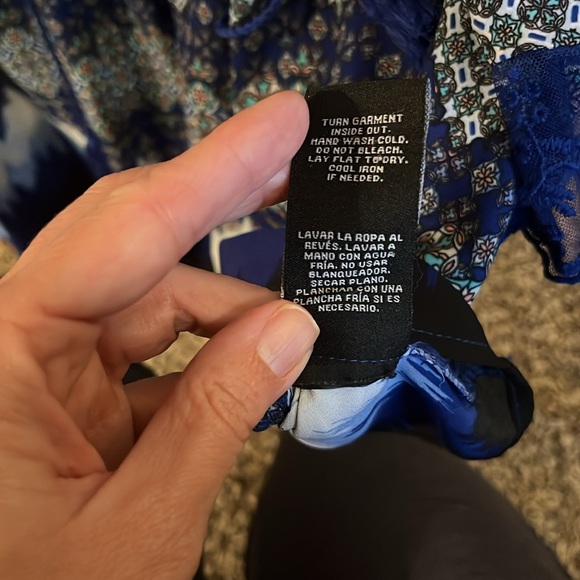 TURN GARMENT
INSIDE OUT.
HAND WASH COLD.
DO NOT BLEACH.
LAY FLAT TO DRY.
COOL IRON
IF NEEDED.
LAVAR LA ROPA AL
REVÉS. LAVAR A
MANO CON AGUA
FRÍA. NO USAR
BLANQUEADOR.
SECAR PLANO.
PLANCHAR CON UNA
PLANCHA FRÍA SI ES
NECESARIO.